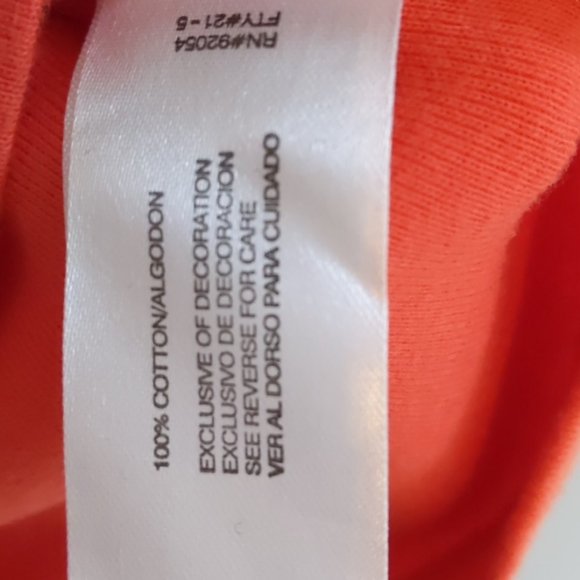 RN#92054
FTY#21-5
100% COTTON/ALGODON
EXCLUSIVE OF DECORATION
EXCLUSIVO DE DECORACION
SEE REVERSE FOR CARE
VER AL DORSO PARA CUIDADO